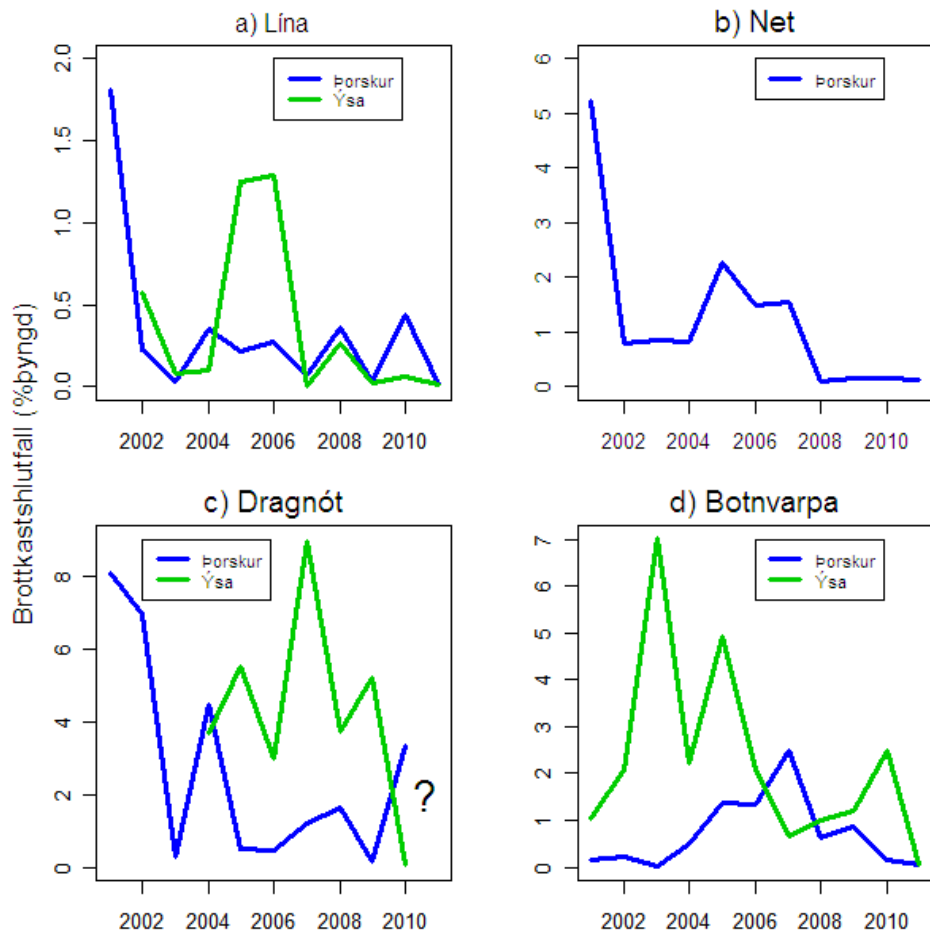 a) Lína
2.0
1.5
1.0
0.5
0.0
Þorskur
Ýsa
2002 2004 2006 2008 2010
b) Net
6
5
4
3
2
1
0
Þorskur
2002 2004 2006 2008 2010
Brottkastshlutfall (%þyngd)
c) Dragnót
8
6
4
2
0
Þorskur
Ýsa
?
2002 2004 2006 2008 2010
d) Botnvarpa
7
6
5
4
3
2
1
0
Þorskur
Ýsa
2002 2004 2006 2008 2010